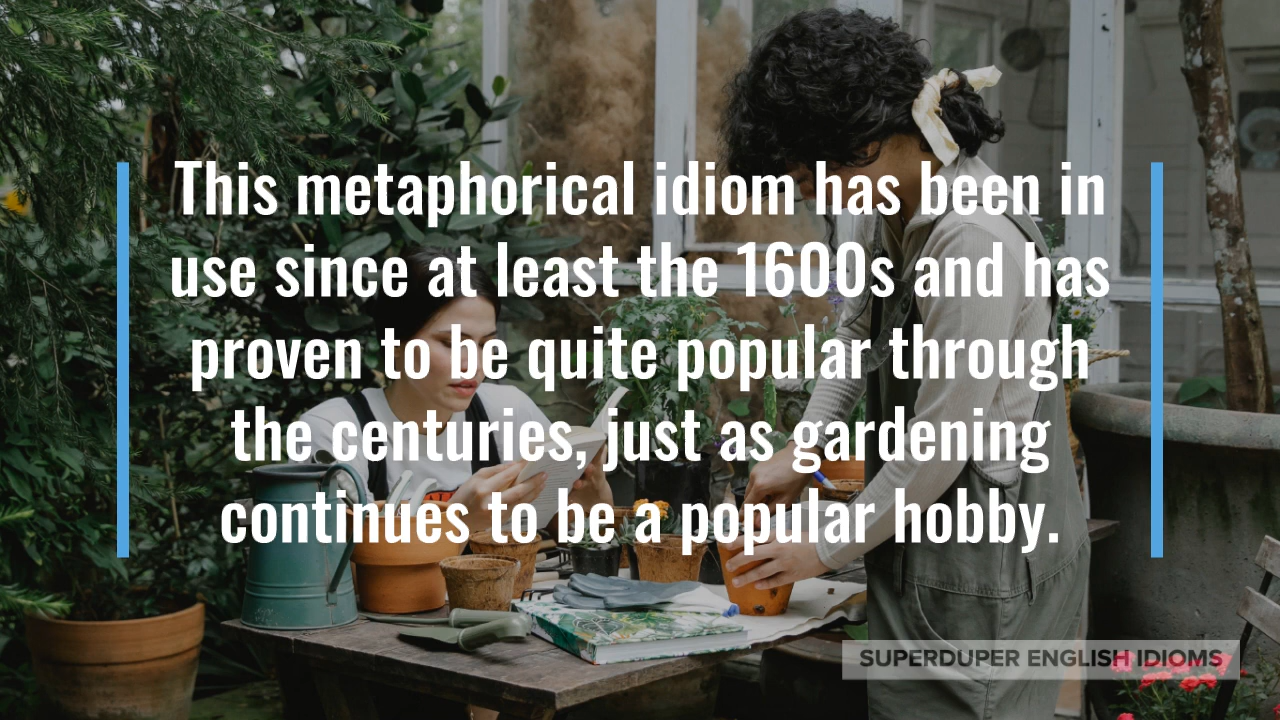 This metaphorical idiom has been in
use since at least the 1600s and has
proven to be quite popular through
the centuries, just as gardening
continues to be a popular hobby.
SUPERDUPER ENGLISH IDIOMS